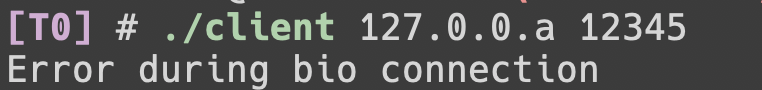 [T0] # ./client 127.0.0.a 12345
Error during bio connection